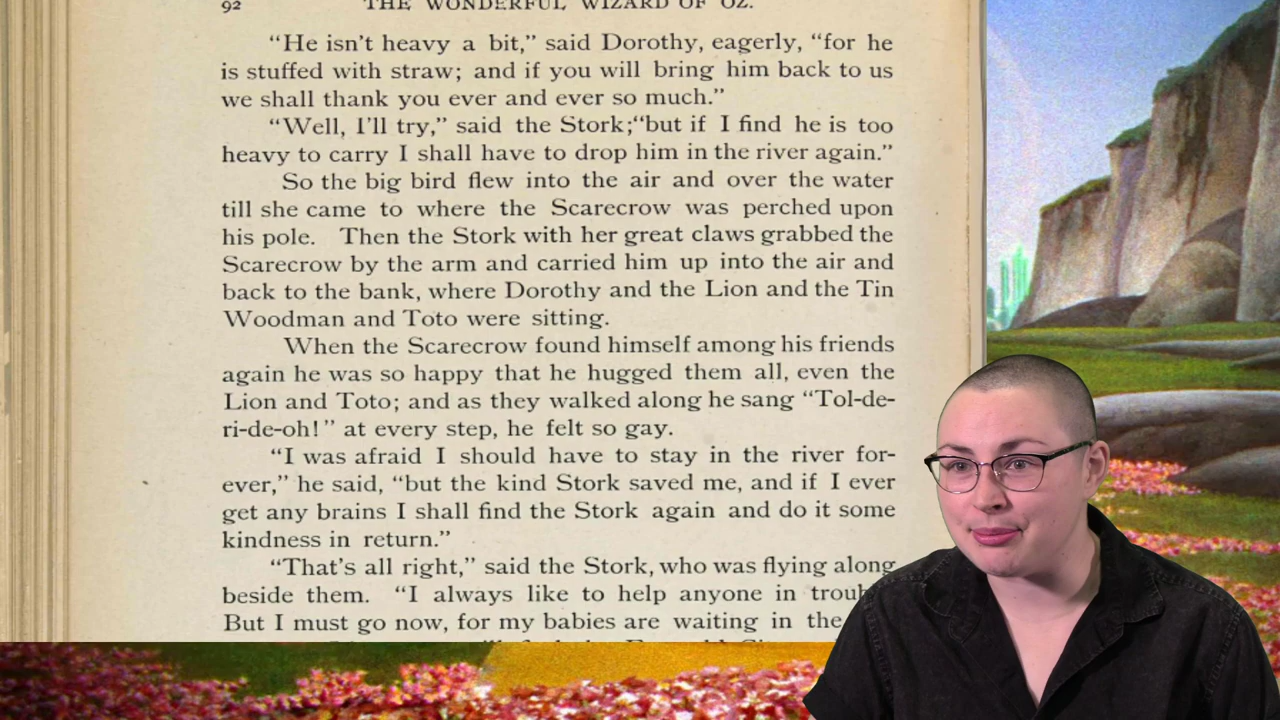 92 THE WONDERFUL WIZARD OF OZ.
“He isn't heavy a bit,” said Dorothy, eagerly, “for he
is stuffed with straw; and if you will bring him back to us
we shall thank you ever and ever so much.”
“Well, I'll try,” said the Stork;“but if I find he is too
heavy to carry I shall have to drop him in the river again.”
So the big bird flew into the air and over the water
till she came to where the Scarecrow was perched upon
his pole. Then the Stork with her great claws grabbed the
Scarecrow by the arm and carried him up into the air and
back to the bank, where Dorothy and the Lion and the Tin
Woodman and Toto were sitting.
When the Scarecrow found himself among his friends
again he was so happy that he hugged them all, even the
Lion and Toto; and as they walked along he sang “Tol-de-
ri-de-oh!” at every step, he felt so gay.
“I was afraid I should have to stay in the river for-
ever,” he said, “but the kind Stork saved me, and if I ever
get any brains I shall find the Stork again and do it some
kindness in return.”
“That's all right,” said the Stork, who was flying along
beside them. “I always like to help anyone in
But I must go now, for my babies are waiting in the